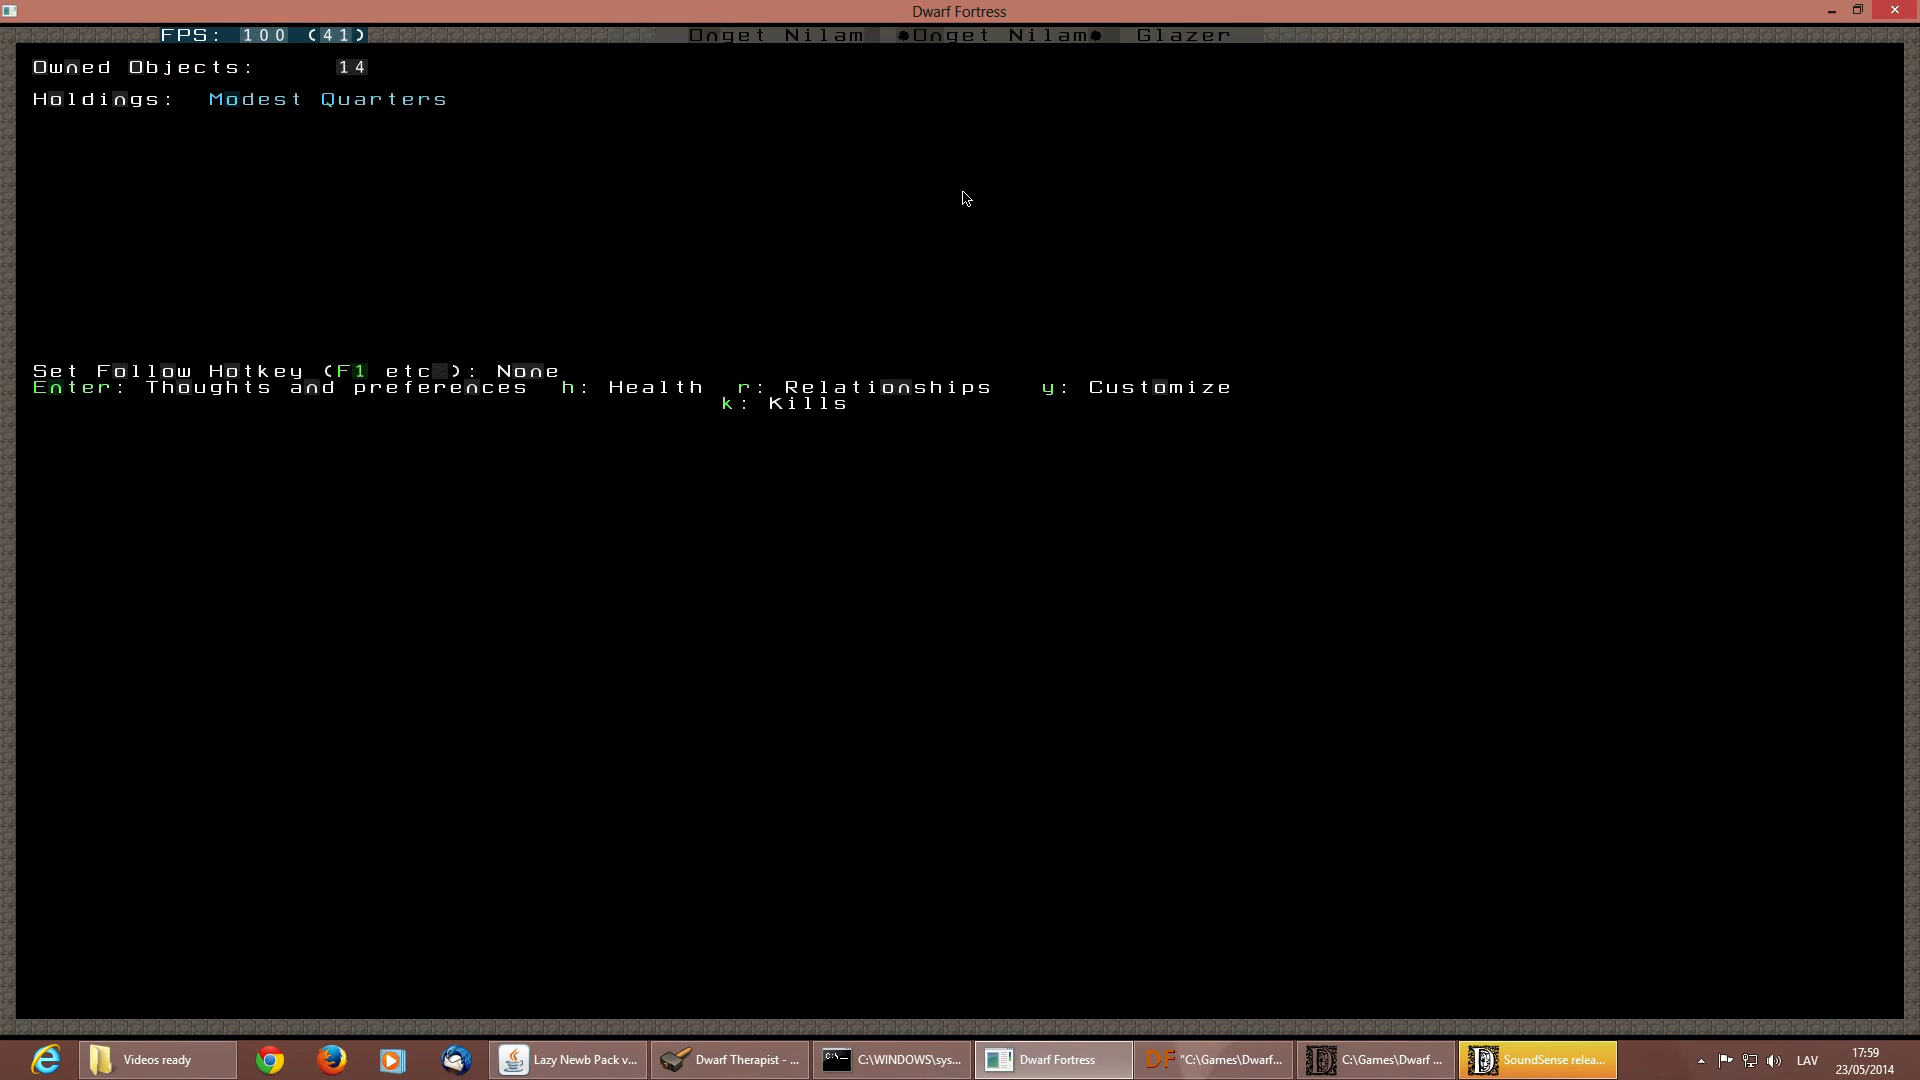 Dwarf Fortress
FPS: 100 (41) Onget Nilam ●Onget Nilam● Glazer
Owned Objects: 14
Holdings: Modest Quarters
Set Follow Hotkey (F1 etc ): None
Enter: Thoughts and preferences h: Health r: Relationships y: Customize
k: Kills
Videos ready Lazy Newb Pack v... Dwarf Therapist - ... C:\WINDOWS\sys... Dwarf Fortress DF "C:\Games\Dwarf... C:\Games\Dwarf ... SoundSense relea... LAV 17:59
23/05/2014